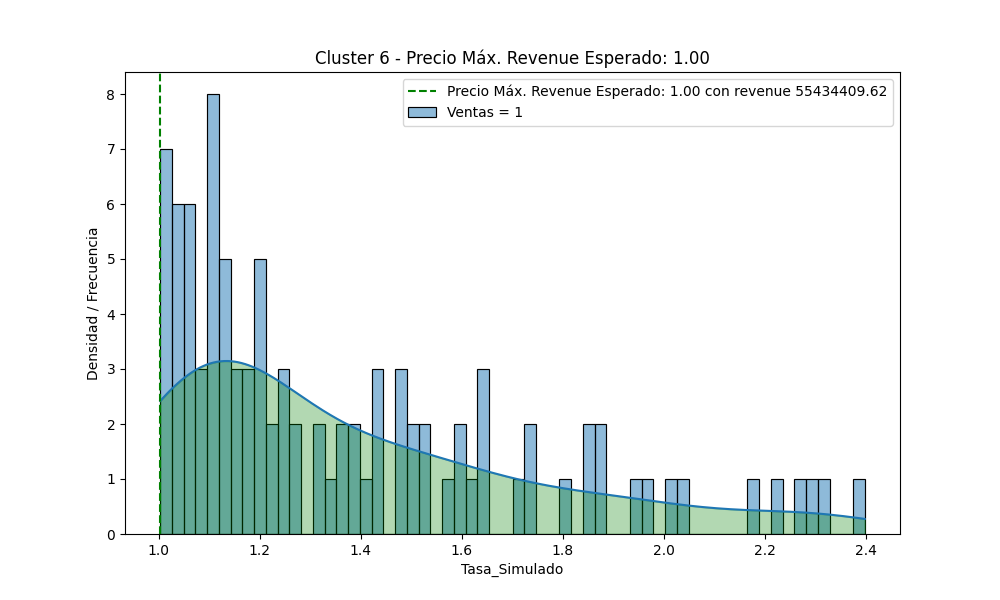 Cluster 6 - Precio Máx. Revenue Esperado: 1.00
Precio Máx. Revenue Esperado: 1.00 con revenue 55434409.62
Ventas = 1
Densidad / Frecuencia
8
7
6
5
4
3
2
1
0
1.0 1.2 1.4 1.6 1.8 2.0 2.2 2.4
Tasa_Simulado